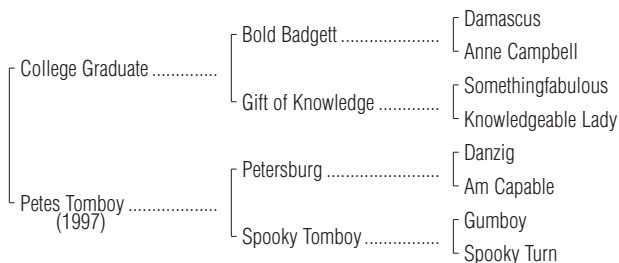 Damascus
Bold Badgett ..................
Anne Campbell
College Graduate .............
Somethingfabulous
Gift of Knowledge .............
Knowledgeable Lady
Danzig
Petersburg .....................
Am Capable
Petes Tomboy ..................
(1997)
Gumboy
Spooky Tomboy ................
Spooky Turn